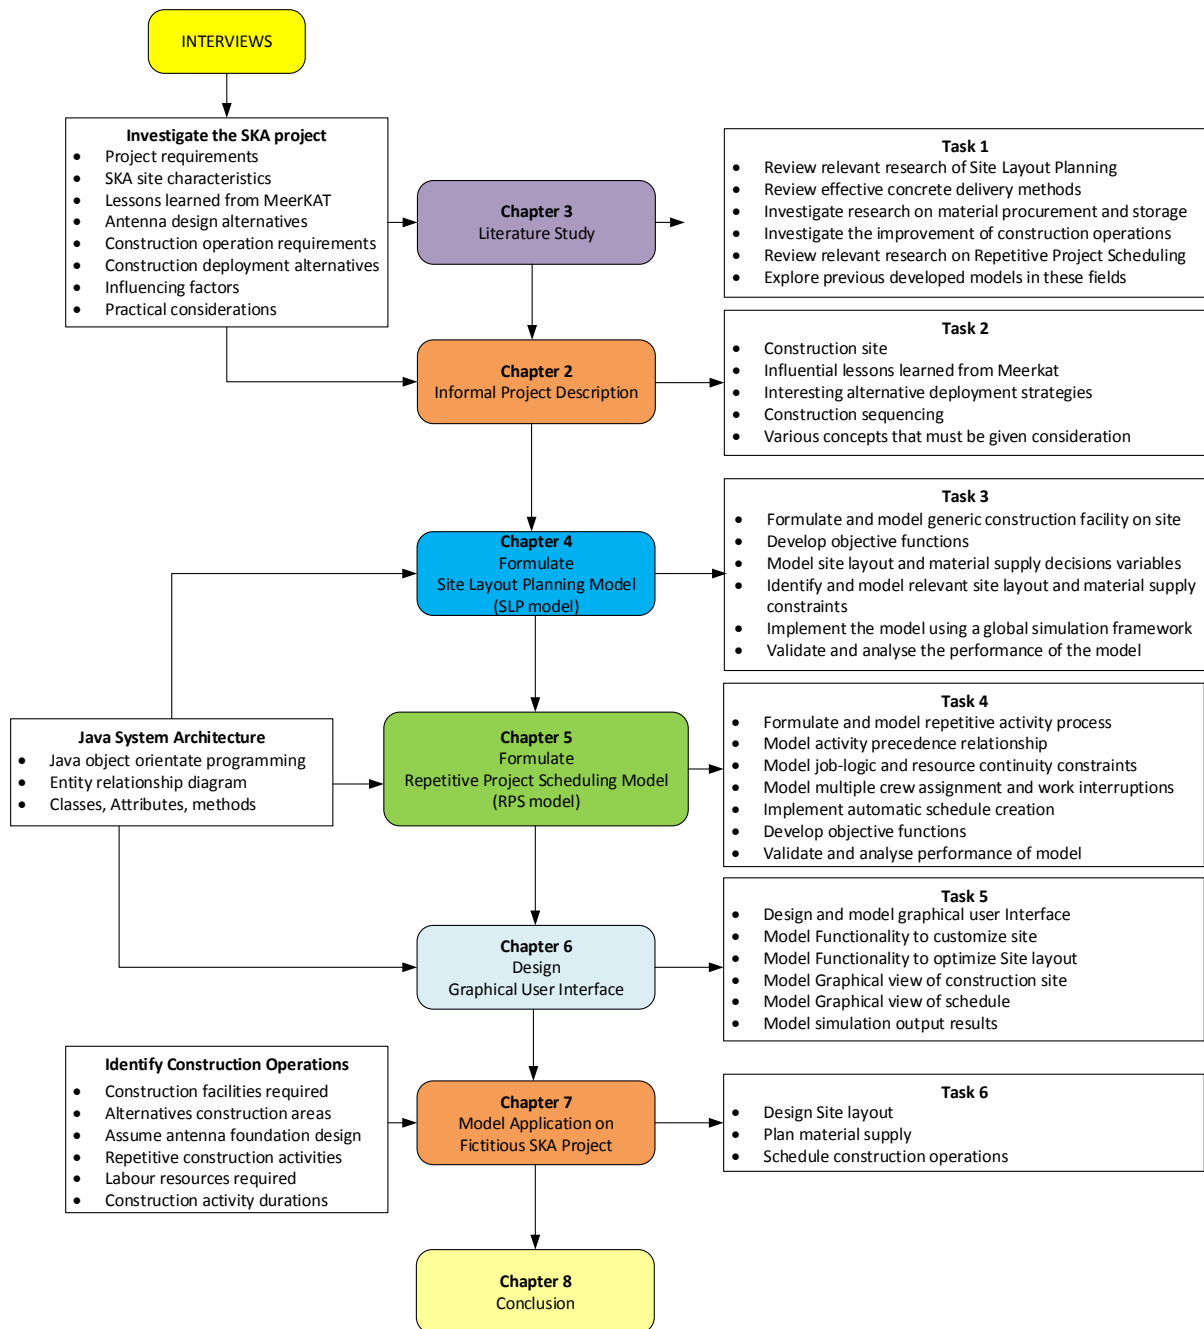 INTERVIEWS
Investigate the SKA project
• Project requirements
• SKA site characteristics
• Lessons learned from MeerKAT
• Antenna design alternatives
• Construction operation requirements
• Construction deployment alternatives
• Influencing factors
• Practical considerations
Chapter 3
Literature Study
Task 1
• Review relevant research of Site Layout Planning
• Review effective concrete delivery methods
• Investigate research on material procurement and storage
• Investigate the improvement of construction operations
• Review relevant research on Repetitive Project Scheduling
• Explore previous developed models in these fields
Chapter 2
Informal Project Description
Task 2
• Construction site
• Influential lessons learned from Meerkat
• Interesting alternative deployment strategies
• Construction sequencing
• Various concepts that must be given consideration
Chapter 4
Formulate
Site Layout Planning Model
(SLP model)
Task 3
• Formulate and model generic construction facility on site
• Develop objective functions
• Model site layout and material supply decisions variables
• Identify and model relevant site layout and material supply
constraints
• Implement the model using a global simulation framework
• Validate and analyse the performance of the model
Java System Architecture
• Java object orientate programming
• Entity relationship diagram
• Classes, Attributes, methods
Chapter 5
Formulate
Repetitive Project Scheduling Model
(RPS model)
Task 4
• Formulate and model repetitive activity process
• Model activity precedence relationship
• Model job-logic and resource continuity constraints
• Model multiple crew assignment and work interruptions
• Implement automatic schedule creation
• Develop objective functions
• Validate and analyse performance of model
Chapter 6
Design
Graphical User Interface
Task 5
• Design and model graphical user Interface
• Model Functionality to customize site
• Model Functionality to optimize Site layout
• Model Graphical view of construction site
• Model Graphical view of schedule
• Model simulation output results
Identify Construction Operations
• Construction facilities required
• Alternatives construction areas
• Assume antenna foundation design
• Repetitive construction activities
• Labour resources required
• Construction activity durations
Chapter 7
Model Application on
Fictitious SKA Project
Task 6
• Design Site layout
• Plan material supply
• Schedule construction operations
Chapter 8
Conclusion